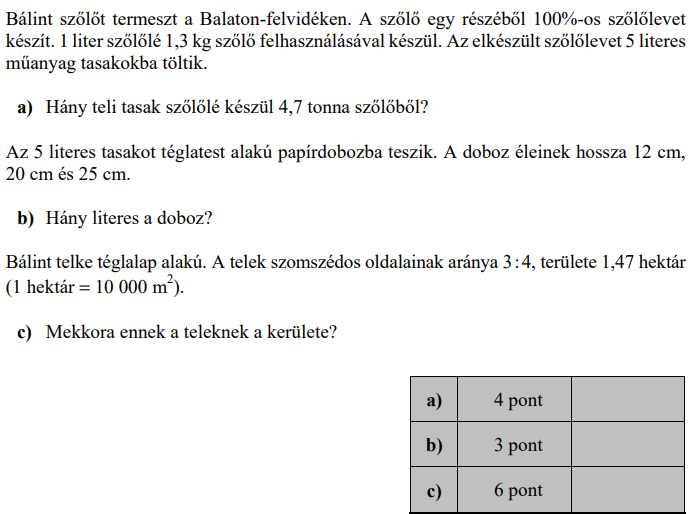 Bálint szőlőt termeszt a Balaton-felvidéken. A szőlő egy részéből 100%-os szőlőlevet
készít. 1 liter szőlőlé 1,3 kg szőlő felhasználásával készül. Az elkészült szőlőlevet 5 literes
műanyag tasakokba töltik.
a) Hány teli tasak szőlőlé készül 4,7 tonna szőlőből?
Az 5 literes tasakot téglatest alakú papírdobozba teszik. A doboz éleinek hossza 12 cm,
20 cm és 25 cm.
b) Hány literes a doboz?
Bálint telke téglalap alakú. A telek szomszédos oldalainak aránya 3 : 4, területe 1,47 hektár
(1 hektár = 10 000 m²).
c) Mekkora ennek a teleknek a kerülete?
a) 4 pont
b) 3 pont
c) 6 pont